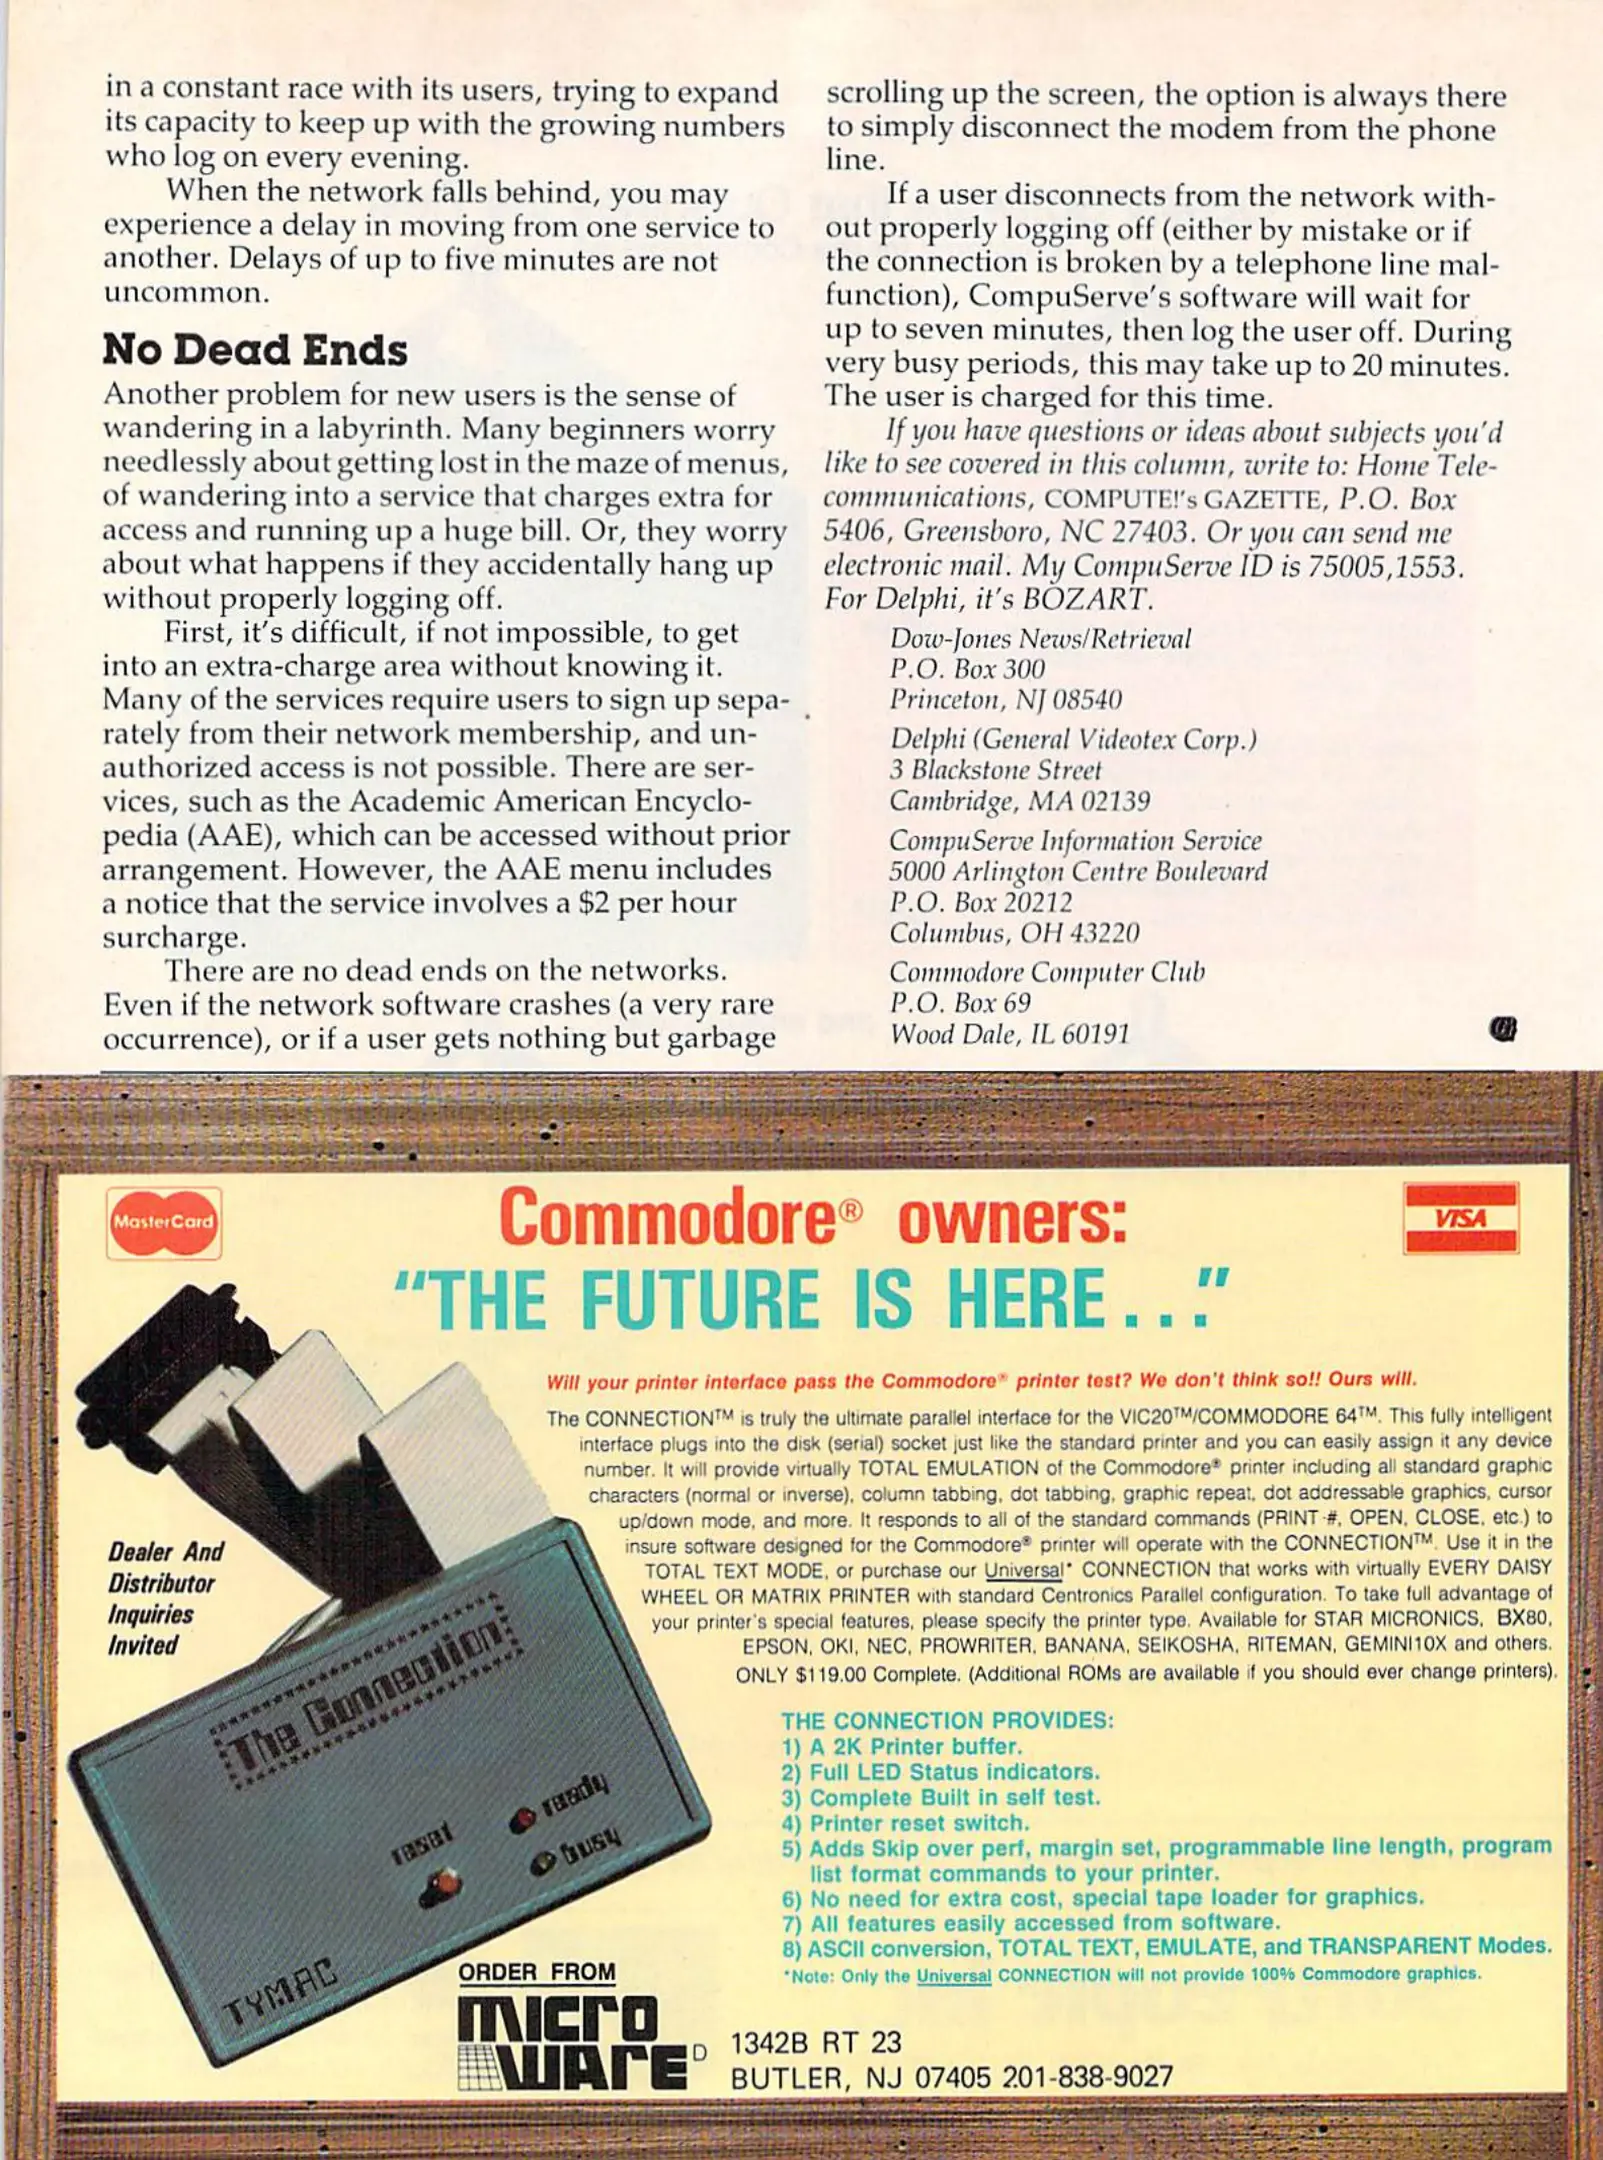 in a constant race with its users, trying to expand
its capacity to keep up with the growing numbers
who log on every evening.
When the network falls behind, you may
experience a delay in moving from one service to
another. Delays of up to five minutes are not
uncommon.
No Dead Ends
Another problem for new users is the sense of
wandering in a labyrinth. Many beginners worry
needlessly about getting lost in the maze of menus,
of wandering into a service that charges extra for
access and running up a huge bill. Or, they worry
about what happens if they accidentally hang up
without properly logging off.
First, it's difficult, if not impossible, to get
into an extra-charge area without knowing it.
Many of the services require users to sign up sepa-
rately from their network membership, and un-
authorized access is not possible. There are ser-
vices, such as the Academic American Encyclo-
pedia (AAE), which can be accessed without prior
arrangement. However, the AAE menu includes
a notice that the service involves a $2 per hour
surcharge.
There are no dead ends on the networks.
Even if the network software crashes (a very rare
occurrence), or if a user gets nothing but garbage
scrolling up the screen, the option is always there
to simply disconnect the modem from the phone
line.
If a user disconnects from the network with-
out properly logging off (either by mistake or if
the connection is broken by a telephone line mal-
function), CompuServe's software will wait for
up to seven minutes, then log the user off. During
very busy periods, this may take up to 20 minutes.
The user is charged for this time.
If you have questions or ideas about subjects you'd
like to see covered in this column, write to: Home Tele-
communications, COMPUTE!'s GAZETTE, P.O. Box
5406, Greensboro, NC 27403. Or you can send me
electronic mail. My CompuServe ID is 75005,1553.
For Delphi, it's BOZART.
Dow-Jones News/Retrieval
P.O. Box 300
Princeton, NJ 08540
Delphi (General Videotex Corp.)
3 Blackstone Street
Cambridge, MA 02139
CompuServe Information Service
5000 Arlington Centre Boulevard
P.O. Box 20212
Columbus, OH 43220
Commodore Computer Club
P.O. Box 69
Wood Dale, IL 60191
G
MasterCard
Commodore® owners:
VISA
"THE FUTURE IS HERE..."
Will your printer interface pass the Commodore® printer test? We don't think so!! Ours will.
The CONNECTION™ is truly the ultimate parallel interface for the VIC20™/COMMODORE 64™. This fully intelligent
interface plugs into the disk (serial) socket just like the standard printer and you can easily assign it any device
number. It will provide virtually TOTAL EMULATION of the Commodore® printer including all standard graphic
characters (normal or inverse), column tabbing, dot tabbing, graphic repeat, dot addressable graphics, cursor
up/down mode, and more. It responds to all of the standard commands (PRINT #, OPEN, CLOSE, etc.) to
insure software designed for the Commodore® printer will operate with the CONNECTION™. Use it in the
TOTAL TEXT MODE, or purchase our Universal* CONNECTION that works with virtually EVERY DAISY
WHEEL OR MATRIX PRINTER with standard Centronics Parallel configuration. To take full advantage of
your printer's special features, please specify the printer type. Available for STAR MICRONICS, BX80,
EPSON, OKI, NEC, PROWRITER, BANANA, SEIKOSHA, RITEMAN, GEMINI10X and others.
ONLY $119.00 Complete. (Additional ROMs are available if you should ever change printers).
Dealer And
Distributor
Inquiries
Invited
The Connection
ready
reset
busy
TYMAC
THE CONNECTION PROVIDES:
1) A 2K Printer buffer.
2) Full LED Status indicators.
3) Complete Built in self test.
4) Printer reset switch.
5) Adds Skip over perf, margin set, programmable line length, program
list format commands to your printer.
6) No need for extra cost, special tape loader for graphics.
7) All features easily accessed from software.
8) ASCII conversion, TOTAL TEXT, EMULATE, and TRANSPARENT Modes.
*Note: Only the Universal CONNECTION will not provide 100% Commodore graphics.
ORDER FROM
MICRO
WARE D
1342B RT 23
BUTLER, NJ 07405 201-838-9027